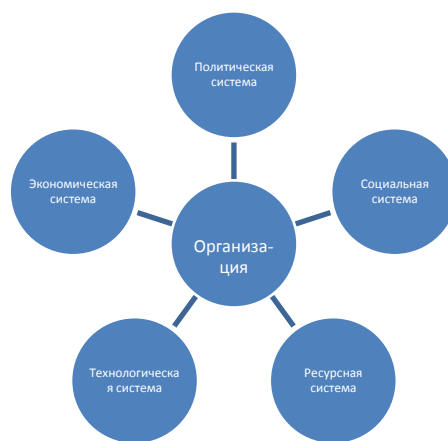 Политическая
система
Экономическая
система
Социальная
система
Организа-
ция
Технологическа
я система
Ресурсная
система